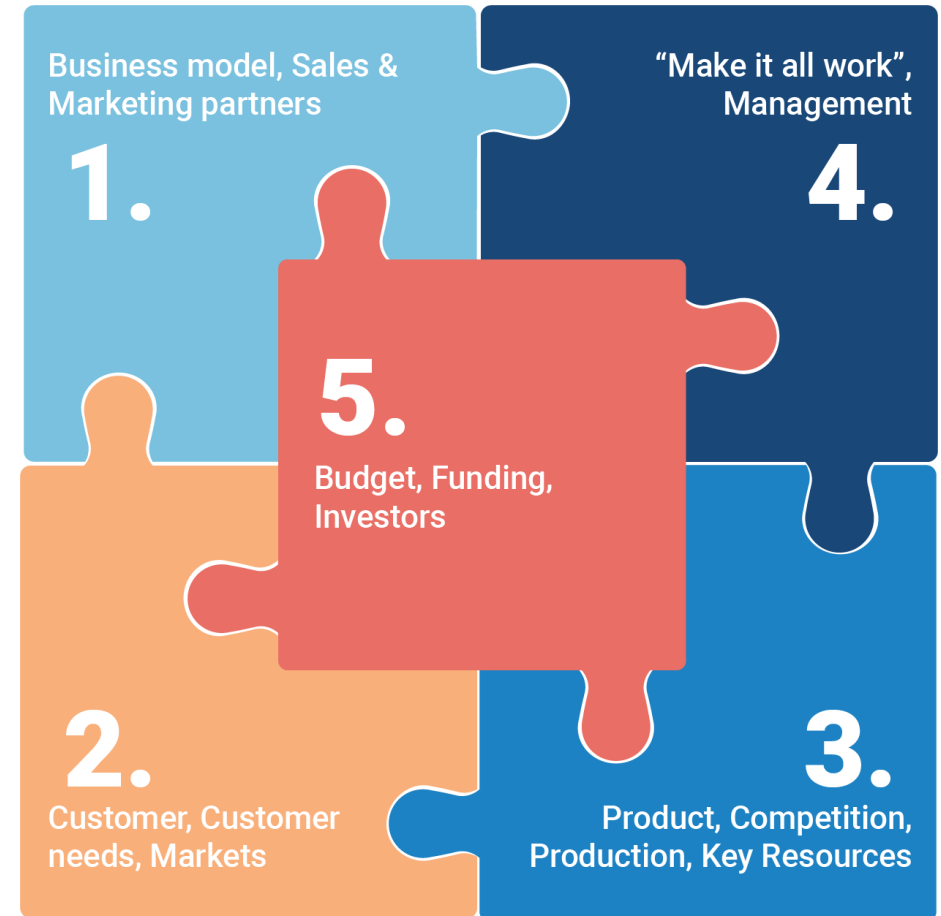 Business model, Sales &
Marketing partners
1.
“Make it all work”,
Management
4.
5.
Budget, Funding,
Investors
2.
Customer, Customer
needs, Markets
3.
Product, Competition,
Production, Key Resources